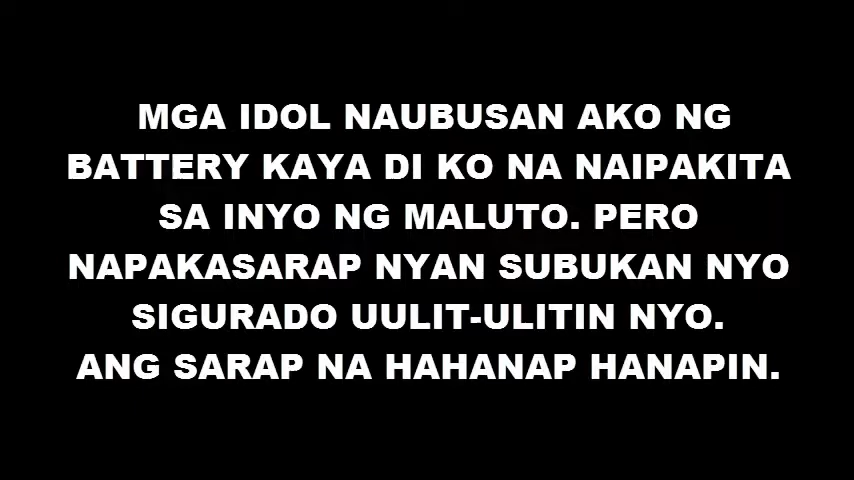 MGA IDOL NAUBUSAN AKO NG
BATTERY KAYA DI KO NA NAIPAKITA
SA INYO NG MALUTO. PERO
NAPAKASARAP NYAN SUBUKAN NYO
SIGURADO UULIT-ULITIN NYO.
ANG SARAP NA HAHANAP HANAPIN.